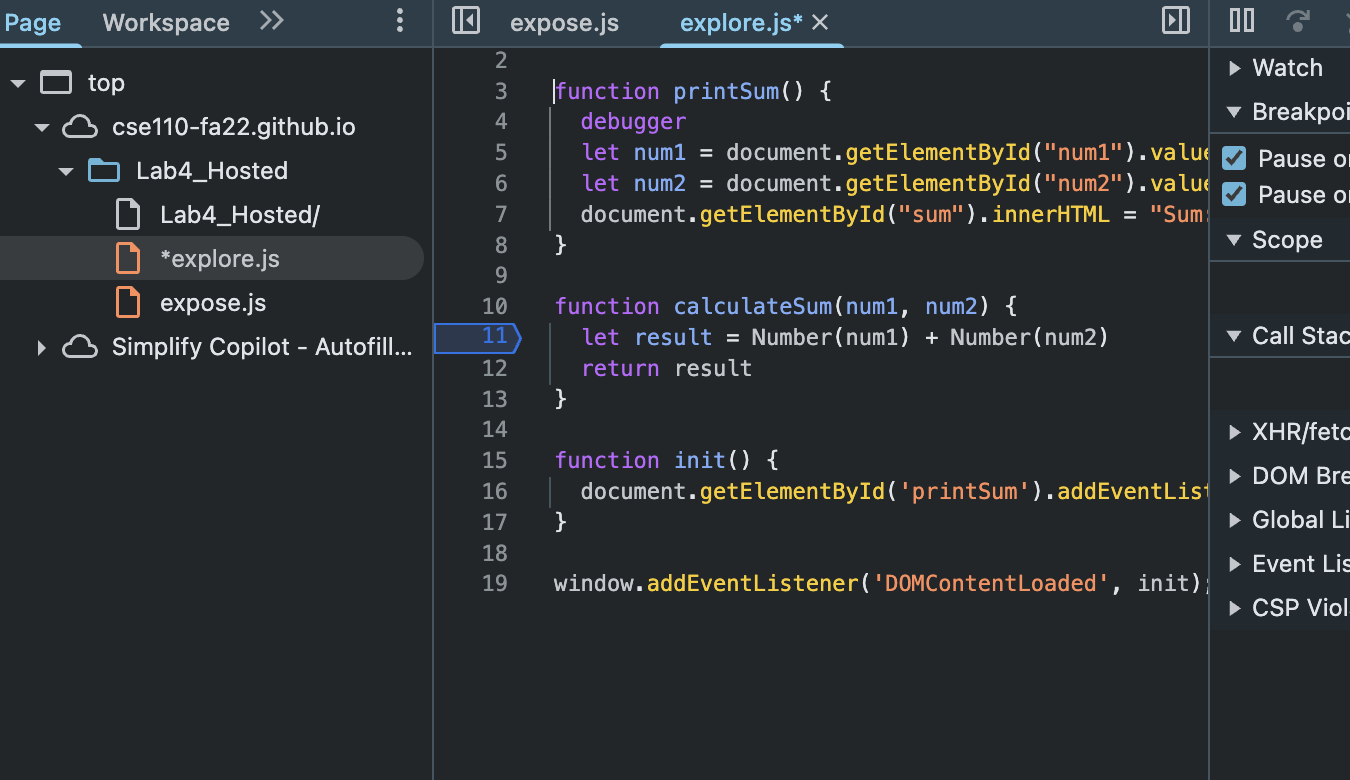 Page Workspace
top
cse110-fa22.github.io
Lab4_Hosted
Lab4_Hosted/
*explore.js
expose.js
Simplify Copilot - Autofill...
expose.js explore.js*
2
3 function printSum() {
4 debugger
5 let num1 = document.getElementById("num1").value
6 let num2 = document.getElementById("num2").value
7 document.getElementById("sum").innerHTML = "Sum:
8 }
9
10 function calculateSum(num1, num2) {
11 let result = Number(num1) + Number(num2)
12 return result
13 }
14
15 function init() {
16 document.getElementById('printSum').addEventList
17 }
18
19 window.addEventListener('DOMContentLoaded', init);
Watch
Breakpoi
Pause o
Pause o
Scope
Call Stac
XHR/fetc
DOM Bre
Global Li
Event Lis
CSP Viol